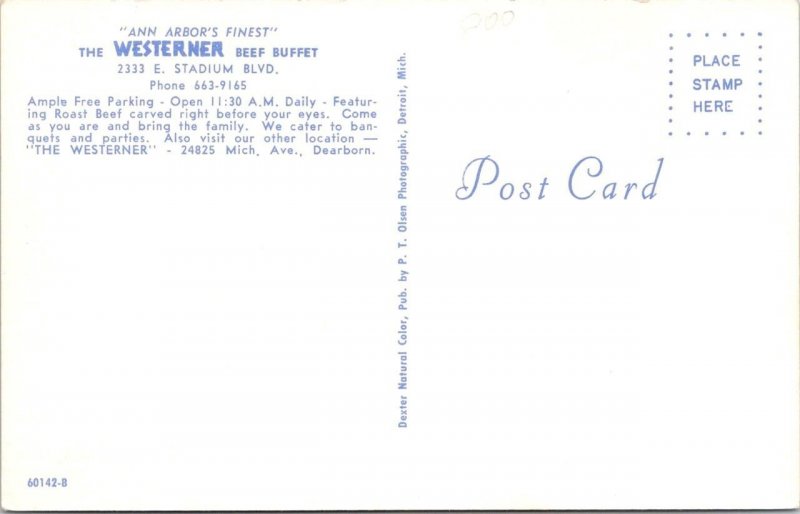 "ANN ARBOR'S FINEST"
THE WESTERNER BEEF BUFFET
2333 E. STADIUM BLVD.
Phone 663-9165
Ample Free Parking - Open 11:30 A.M. Daily - Featur-
ing Roast Beef carved right before your eyes. Come
as you are and bring the family. We cater to ban-
quets and parties. Also visit our other location —
"THE WESTERNER" - 24825 Mich. Ave., Dearborn.
60142-B
Dexter Natural Color, Pub. by P. T. Olsen Photographic, Detroit, Mich.
PLACE
STAMP
HERE
Post Card